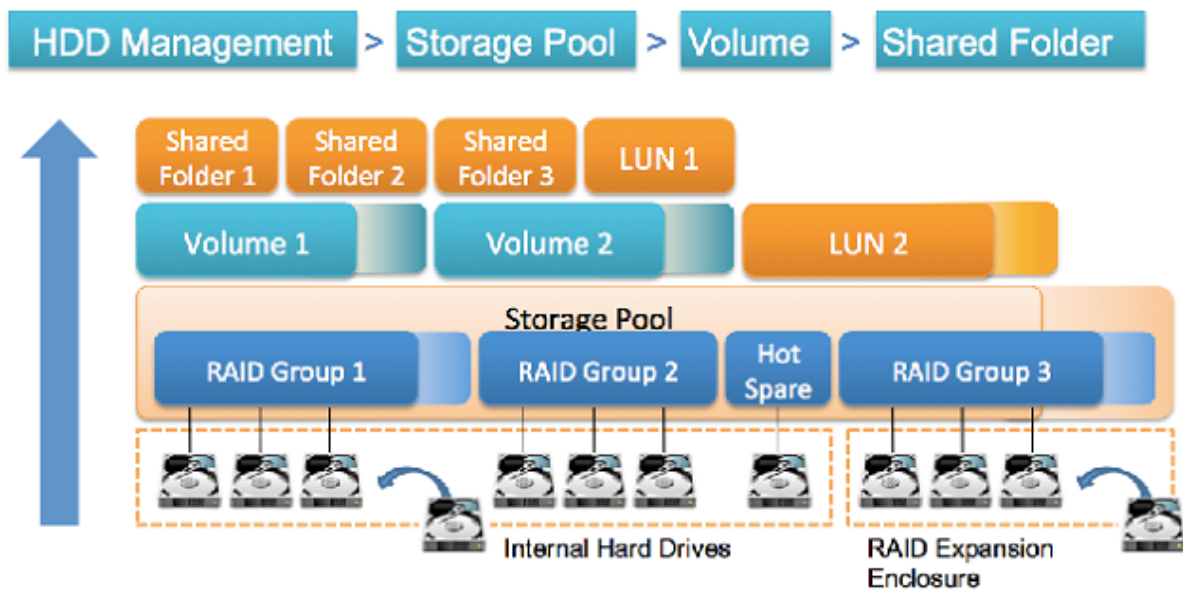 HDD Management > Storage Pool > Volume > Shared Folder
Shared
Folder 1
Shared
Folder 2
Shared
Folder 3
LUN 1
Volume 1
Volume 2
LUN 2
Storage Pool
RAID Group 1
RAID Group 2
Hot
Spare
RAID Group 3
Internal Hard Drives
RAID Expansion
Enclosure